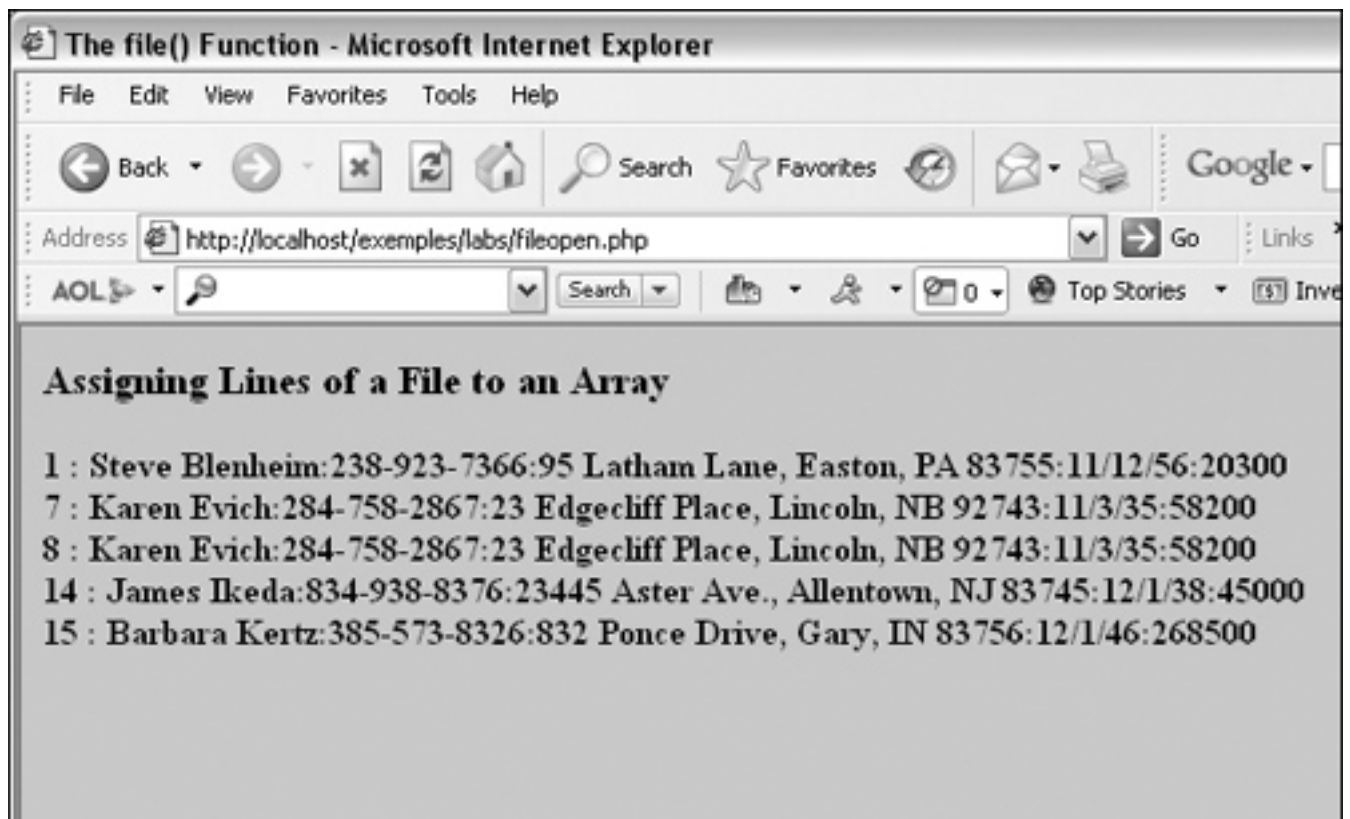 The file() Function - Microsoft Internet Explorer
File Edit View Favorites Tools Help
Back Search Favorites Google
Address http://localhost/exemples/labs/fileopen.php Go Links
AOL Search 0 Top Stories Inve
Assigning Lines of a File to an Array
1 : Steve Blenheim:238-923-7366:95 Latham Lane, Easton, PA 83755:11/12/56:20300
7 : Karen Evich:284-758-2867:23 Edgecliff Place, Lincoln, NB 92743:11/3/35:58200
8 : Karen Evich:284-758-2867:23 Edgecliff Place, Lincoln, NB 92743:11/3/35:58200
14 : James Ikeda:834-938-8376:23445 Aster Ave., Allentown, NJ 83745:12/1/38:45000
15 : Barbara Kertz:385-573-8326:832 Ponce Drive, Gary, IN 83756:12/1/46:268500